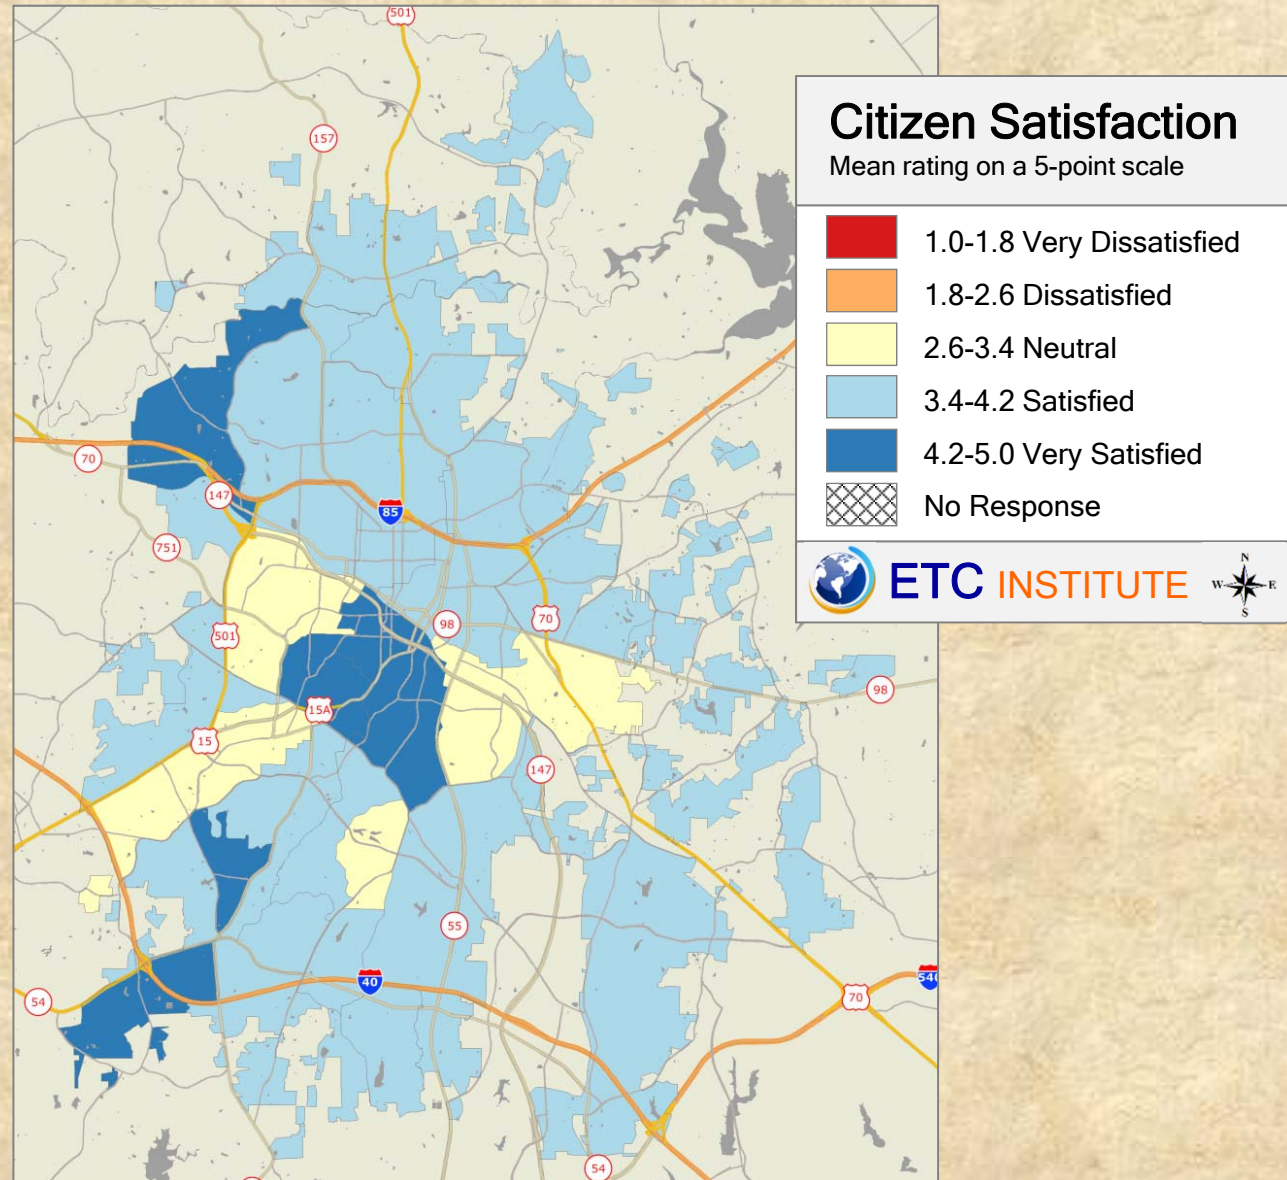 501
157
Citizen Satisfaction
Mean rating on a 5-point scale
1.0-1.8 Very Dissatisfied
1.8-2.6 Dissatisfied
2.6-3.4 Neutral
3.4-4.2 Satisfied
4.2-5.0 Very Satisfied
No Response
ETC INSTITUTE
N
W
E
S
70
147
85
751
501
98
70
98
15A
15
147
55
40
54
70
540
54